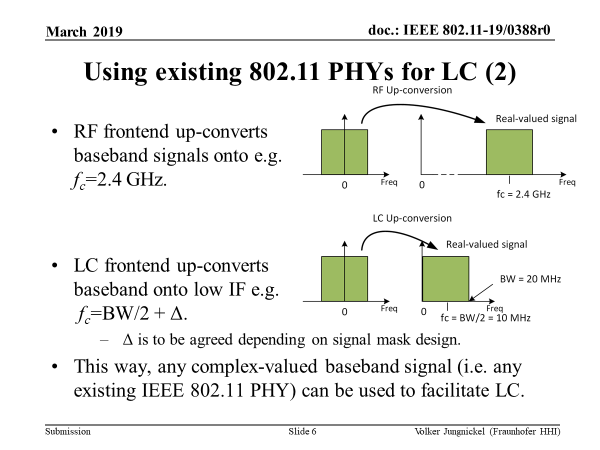 March 2019
doc.: IEEE 802.11-19/0388r0
Using existing 802.11 PHYs for LC (2)
• RF frontend up-converts
baseband signals onto e.g.
fc=2.4 GHz.
RF Up-conversion
Real-valued signal
0
Freq
0
Freq
fc = 2.4 GHz
• LC frontend up-converts
baseband onto low IF e.g.
fc=BW/2 + Δ.
LC Up-conversion
Real-valued signal
BW = 20 MHz
0
Freq
0
Freq
fc = BW/2 = 10 MHz
– Δ is to be agreed depending on signal mask design.
• This way, any complex-valued baseband signal (i.e. any
existing IEEE 802.11 PHY) can be used to facilitate LC.
Submission
Slide 6
Volker Jungnickel (Fraunhofer HHI)